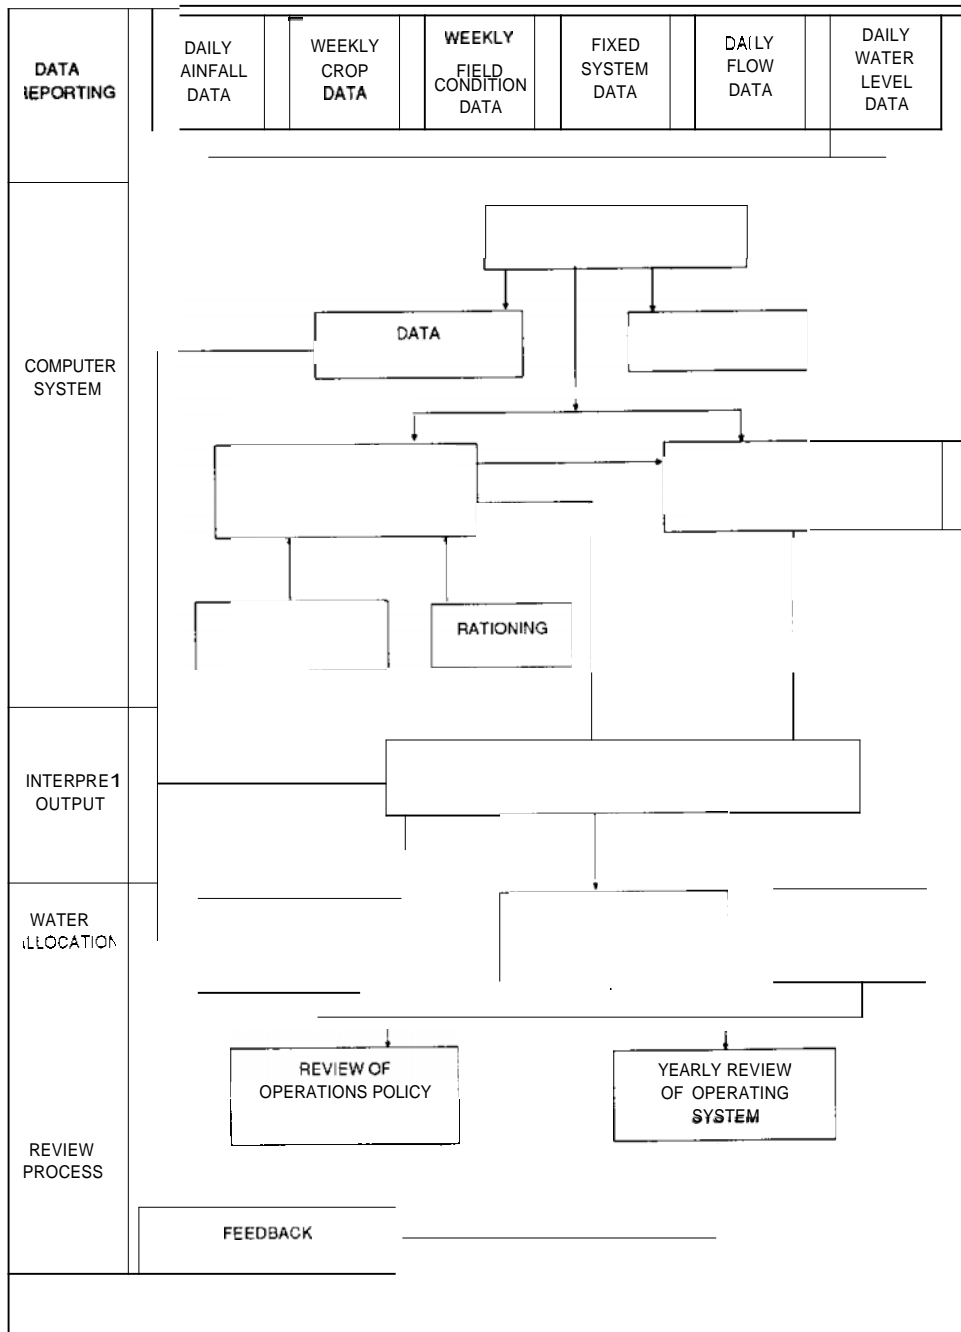 DATA
REPORTING
DAILY
AINFALL
DATA
WEEKLY
CROP
DATA
WEEKLY
FIELD
CONDITION
DATA
FIXED
SYSTEM
DATA
DAILY
FLOW
DATA
DAILY
WATER
LEVEL
DATA
COMPUTER
SYSTEM
DATA
RATIONING
INTERPRE1
OUTPUT
WATER
LLOCATION
REVIEW OF
OPERATIONS POLICY
YEARLY REVIEW
OF OPERATING
SYSTEM
REVIEW
PROCESS
FEEDBACK